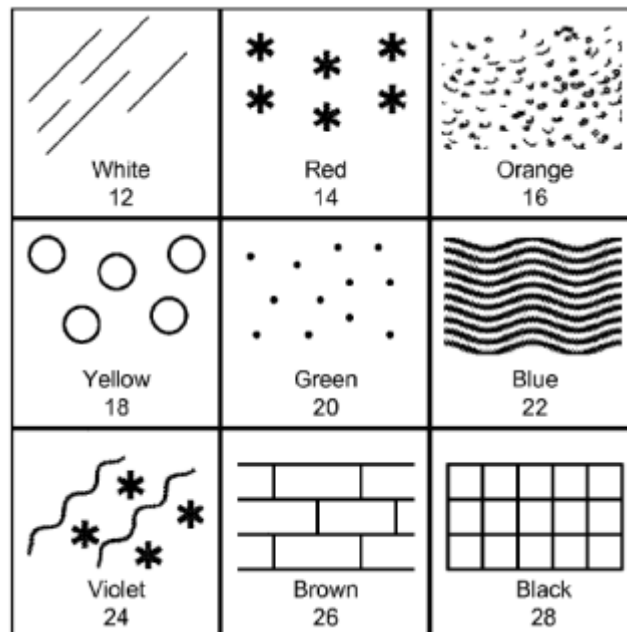 White
12
Red
14
Orange
16
Yellow
18
Green
20
Blue
22
Violet
24
Brown
26
Black
28